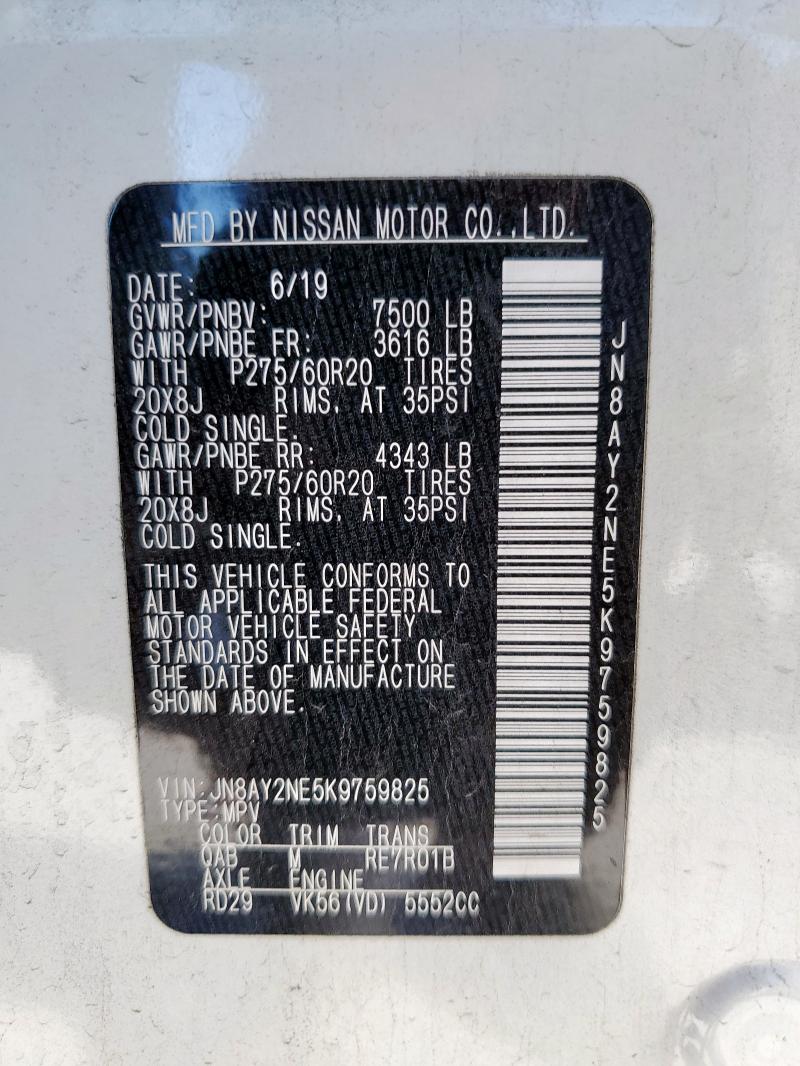 MFD BY NISSAN MOTOR CO.,LTD.
DATE: 6/19
GVWR/PNBV: 7500 LB
GAWR/PNBE FR: 3616 LB
WITH P275/60R20 TIRES
20X8J RIMS, AT 35PSI
COLD SINGLE.
GAWR/PNBE RR: 4343 LB
WITH P275/60R20 TIRES
20X8J RIMS, AT 35PSI
COLD SINGLE.
THIS VEHICLE CONFORMS TO
ALL APPLICABLE FEDERAL
MOTOR VEHICLE SAFETY
STANDARDS IN EFFECT ON
THE DATE OF MANUFACTURE
SHOWN ABOVE.
VIN:JN8AY2NE5K9759825
TYPE:MPV
COLOR TRIM TRANS
QAB M RE7R01B
AXLE ENGINE
RD29 VK56(VD) 5552CC
JN8AY2NE5K9759825